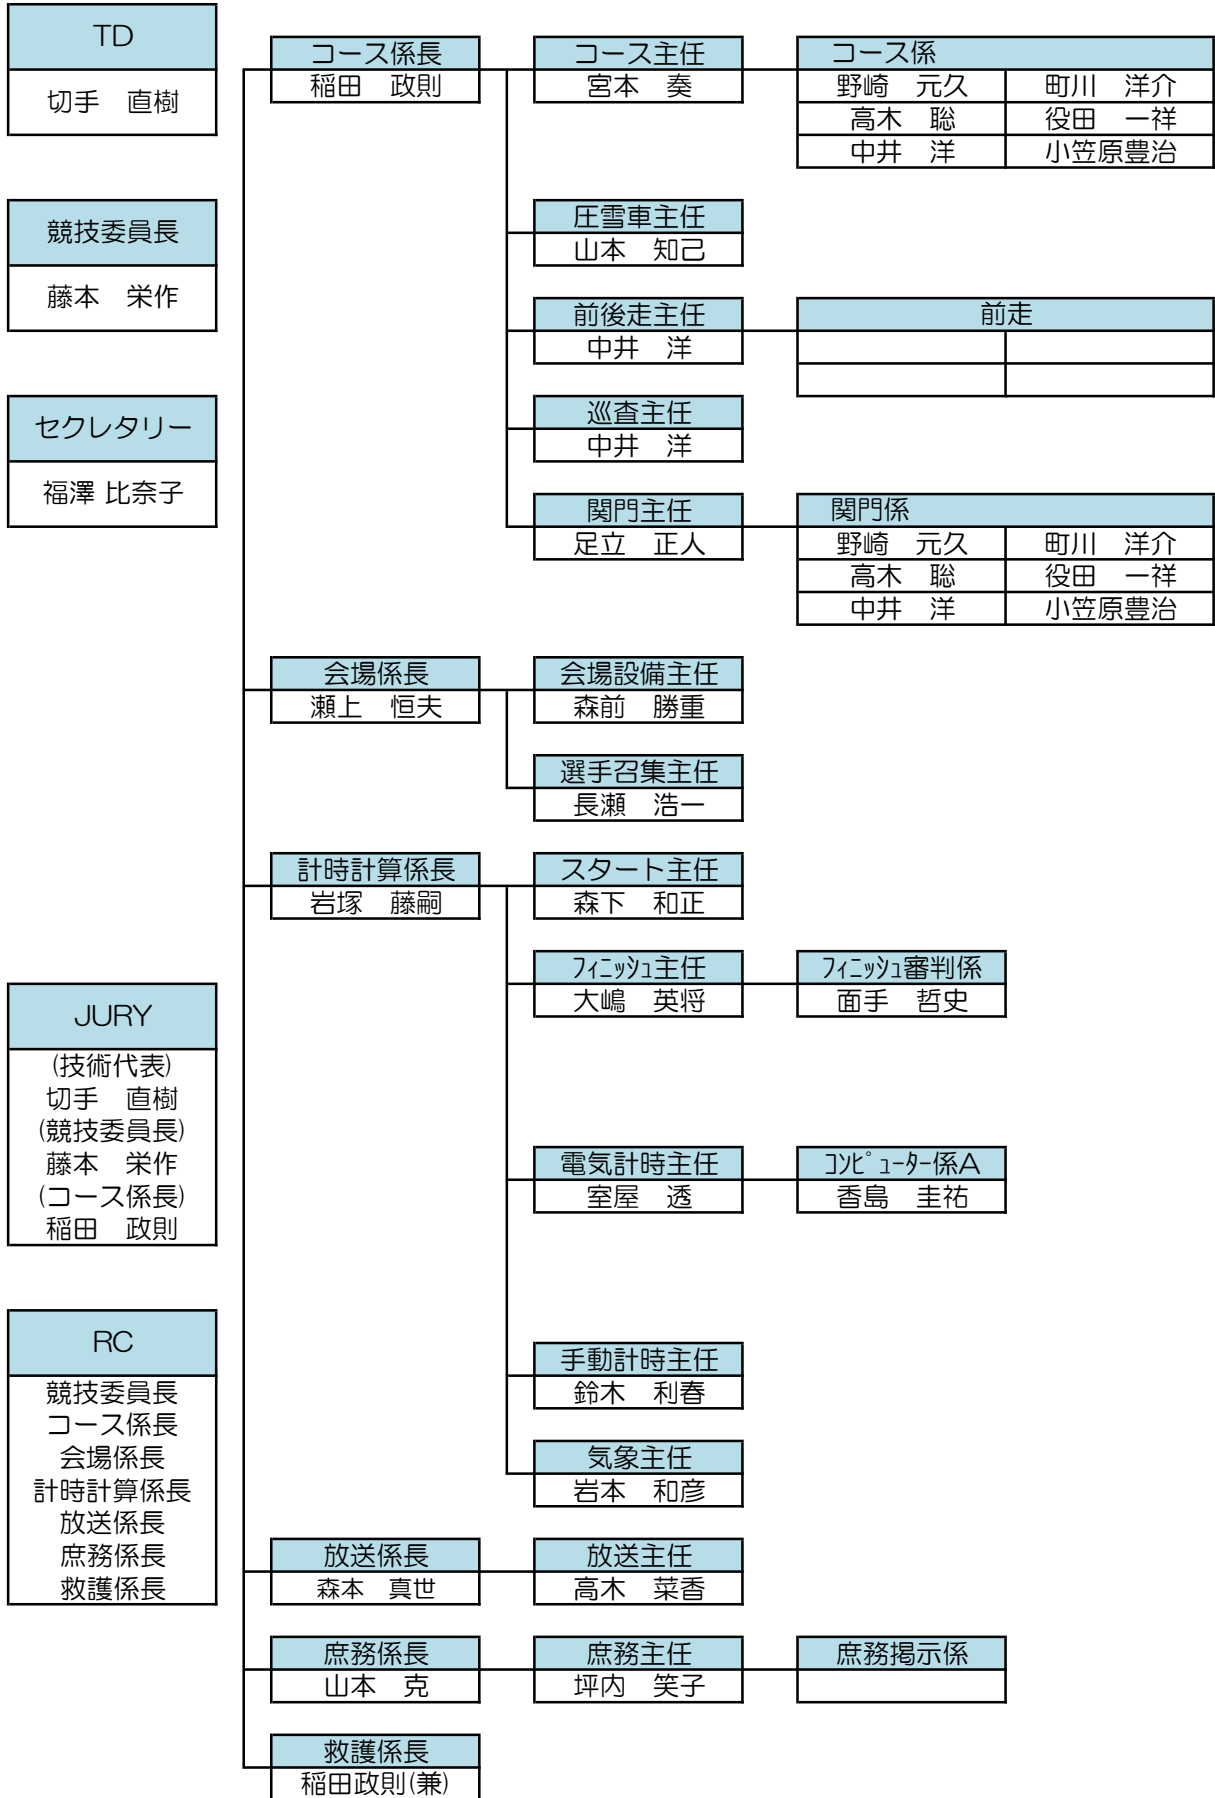 TD
切手　直樹
競技委員長
藤本　栄作
セクレタリー
福澤 比奈子
JURY
(技術代表)
切手　直樹
(競技委員長)
藤本　栄作
(コース係長)
稲田　政則
RC
競技委員長
コース係長
会場係長
計時計算係長
放送係長
庶務係長
救護係長
コース係長
稲田　政則
コース主任
宮本　奏
コース係
野崎　元久　町川　洋介
高木　聡　役田　一祥
中井　洋　小笠原豊治
圧雪車主任
山本　知己
前後走主任
中井　洋
前走
巡査主任
中井　洋
関門主任
足立　正人
関門係
野崎　元久　町川　洋介
高木　聡　役田　一祥
中井　洋　小笠原豊治
会場係長
瀬上　恒夫
会場設備主任
森前　勝重
選手召集主任
長瀬　浩一
計時計算係長
岩塚　藤嗣
スタート主任
森下　和正
ﾌｨﾆｯｼｭ主任
大嶋　英将
ﾌｨﾆｯｼｭ審判係
面手　哲史
電気計時主任
室屋　透
ｺﾝﾋﾟｭｰﾀｰ係A
香島　圭祐
手動計時主任
鈴木　利春
気象主任
岩本　和彦
放送係長
森本　真世
放送主任
高木　菜香
庶務係長
山本　克
庶務主任
坪内　笑子
庶務掲示係
救護係長
稲田政則(兼)